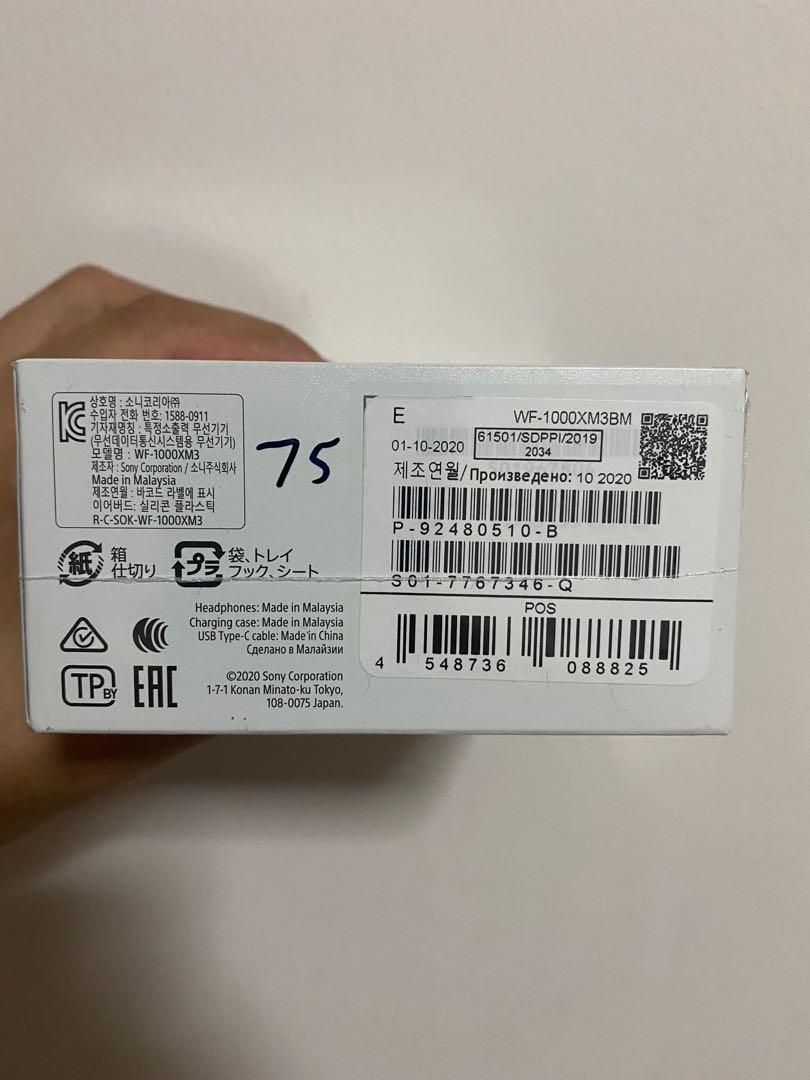 상호명 : 소니코리아㈜
수입자 전화 번호: 1588-0911
기자재명칭 : 특정소출력 무선기기
(무선데이터통신시스템용 무선기기)
모델명 : WF-1000XM3
제조자 : Sony Corporation / 소니주식회사
Made in Malaysia
제조연월 : 바코드 라벨에 표시
이어버드: 실리콘 플라스틱
R-C-SOK-WF-1000XM3
75
紙
箱
仕切り
プラ
袋、トレイ
フック、シート
Headphones: Made in Malaysia
Charging case: Made in Malaysia
USB Type-C cable: Made in China
Сделано в Малайзии
TP BY
EAC
©2020 Sony Corporation
1-7-1 Konan Minato-ku Tokyo,
108-0075 Japan.
E
WF-1000XM3BM
01-10-2020
61501/SDPPI/2019
2034
제조연월/Произведено: 10 2020
P-92480510-B
S01-7767346-Q
POS
4 548736 088825